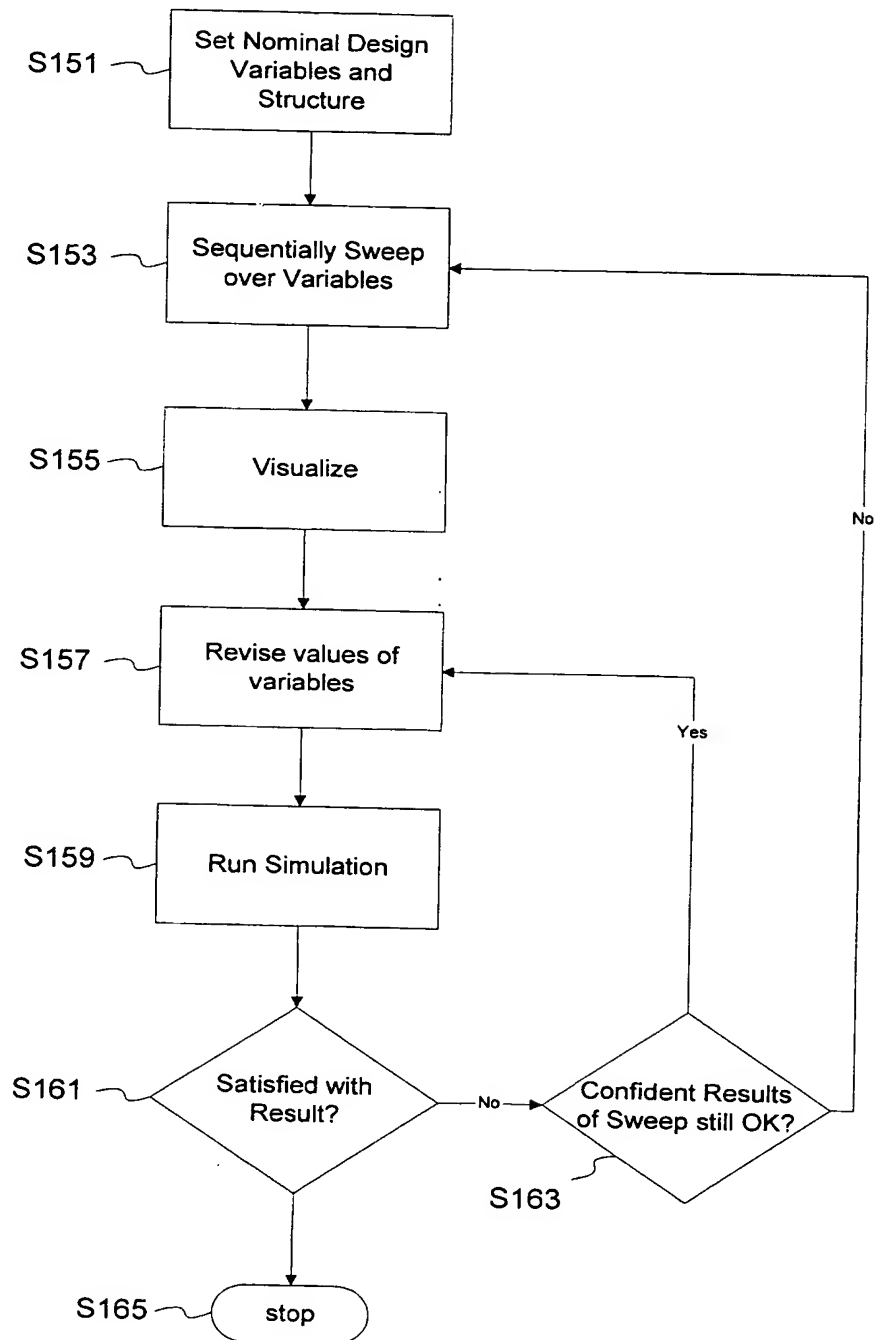 S151
Set Nominal Design
Variables and
Structure
S153
Sequentially Sweep
over Variables
S155
Visualize
No
S157
Revise values of
variables
Yes
S159
Run Simulation
S161
Satisfied with
Result?
No
Confident Results
of Sweep still OK?
S163
S165
stop